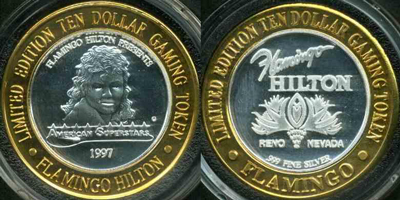 LIMITED EDITION TEN DOLLAR GAMING TOKEN
FLAMINGO HILTON PRESENTS
AMERICAN SUPERSTARS
1997
• FLAMINGO HILTON •
LIMITED EDITION TEN DOLLAR GAMING TOKEN
Flamingo
HILTON
RENO NEVADA
.999 FINE SILVER
• FLAMINGO •